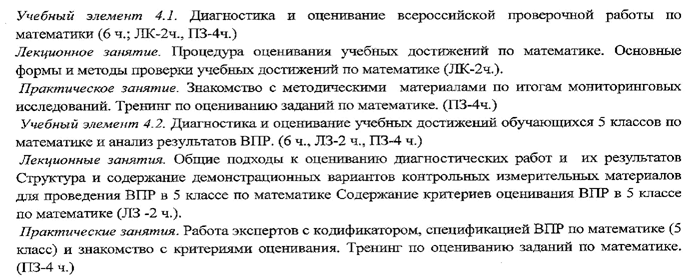 Учебный элемент 4.1. Диагностика и оценивание всероссийской проверочной работы по
математики (6 ч.; ЛК-2ч., ПЗ-4ч.)
Лекционное занятие. Процедура оценивания учебных достижений по математике. Основные
формы и методы проверки учебных достижений по математике (ЛК-2ч.).
Практическое занятие. Знакомство с методическими материалами по итогам мониторинговых
исследований. Тренинг по оцениванию заданий по математике. (ПЗ-4ч.)
Учебный элемент 4.2. Диагностика и оценивание учебных достижений обучающихся 5 классов по
математике и анализ результатов ВПР. (6 ч., ЛЗ-2 ч., ПЗ-4 ч.)
Лекционные занятия. Общие подходы к оцениванию диагностических работ и их результатов
Структура и содержание демонстрационных вариантов контрольных измерительных материалов
для проведения ВПР в 5 классе по математике Содержание критериев оценивания ВПР в 5 классе
по математике (ЛЗ -2 ч.).
Практические занятия. Работа экспертов с кодификатором, спецификацией ВПР по математике (5
класс) и знакомство с критериями оценивания. Тренинг по оцениванию заданий по математике.
(ПЗ-4 ч.)